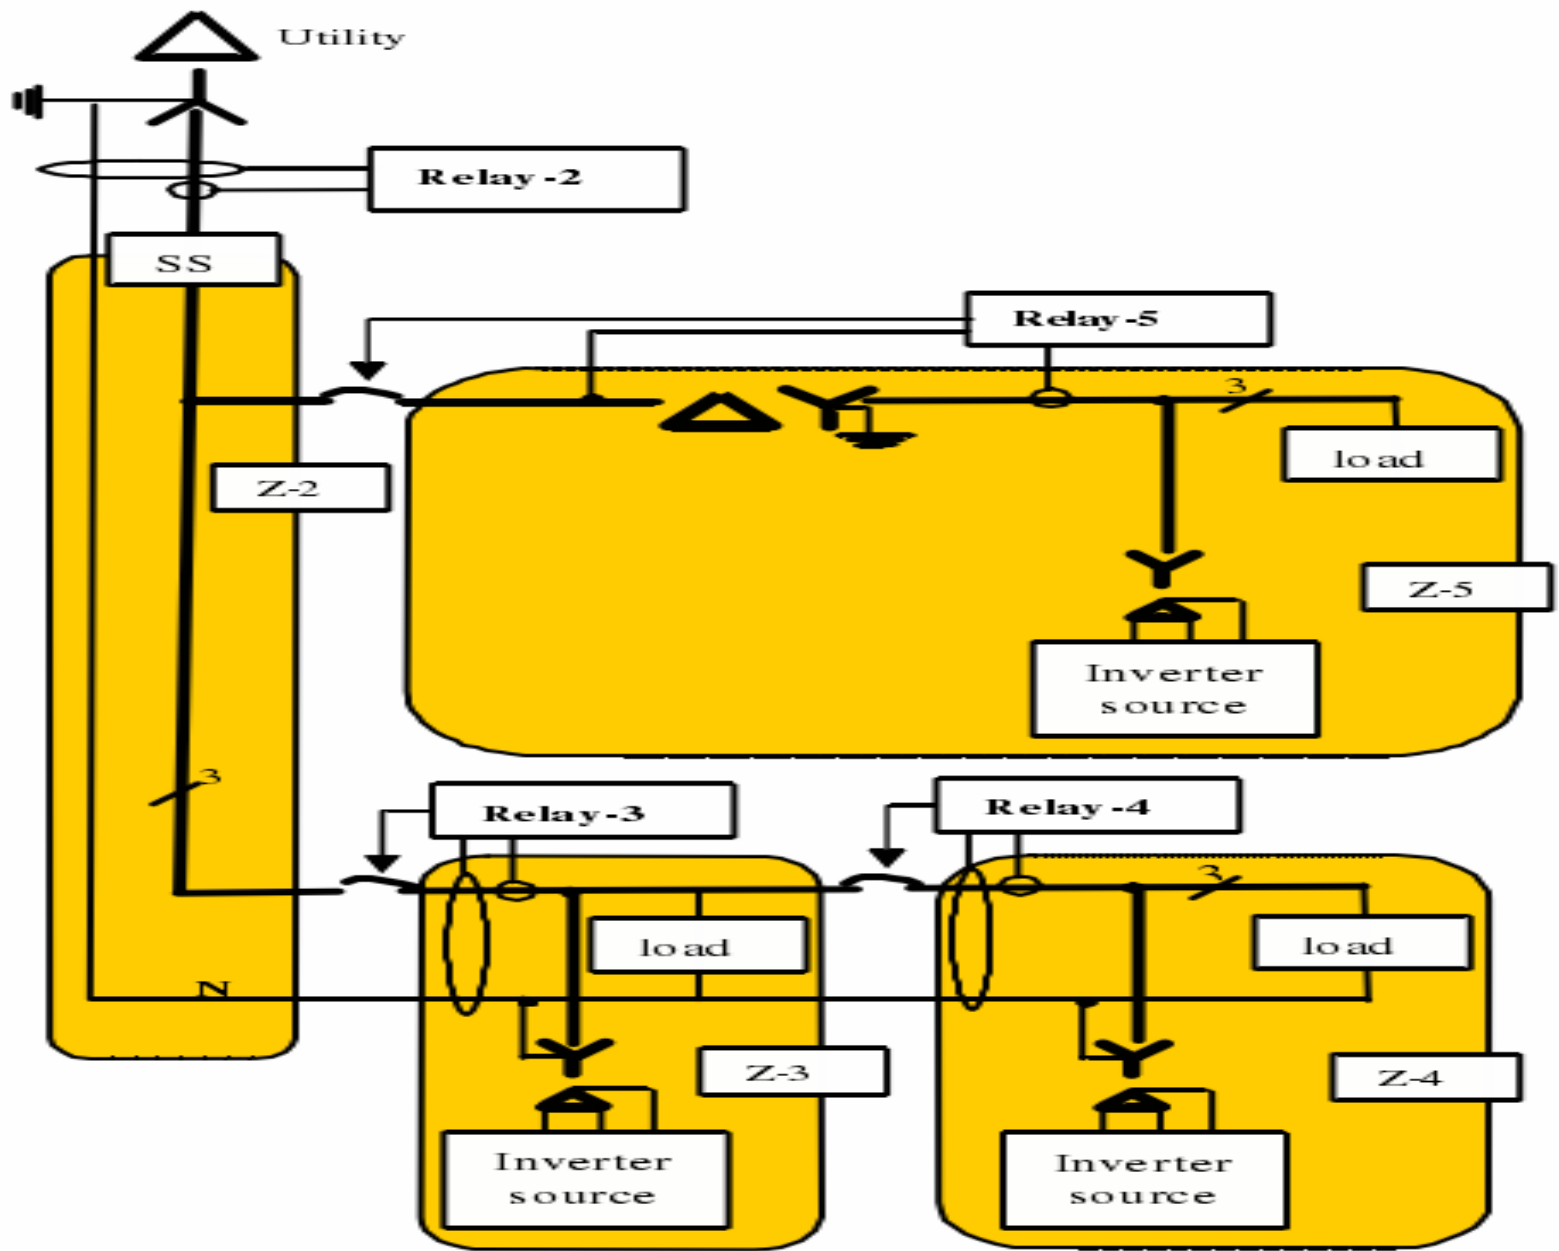 Utility
Relay-2
SS
Relay-5
3
load
Z-2
Z-5
Inverter
source
3
Relay-3
Relay-4
3
load
load
N
Z-3
Z-4
Inverter
source
Inverter
source